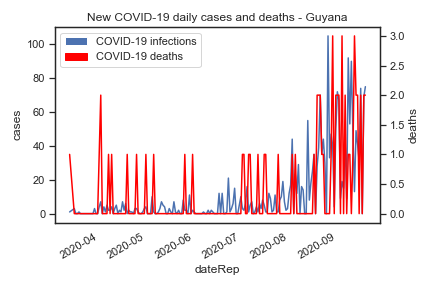 New COVID-19 daily cases and deaths - Guyana
COVID-19 infections
COVID-19 deaths
100
80
60
40
20
0
cases
3.0
2.5
2.0
1.5
1.0
0.5
0.0
deaths
2020-04 2020-05 2020-06 2020-07 2020-08 2020-09
dateRep